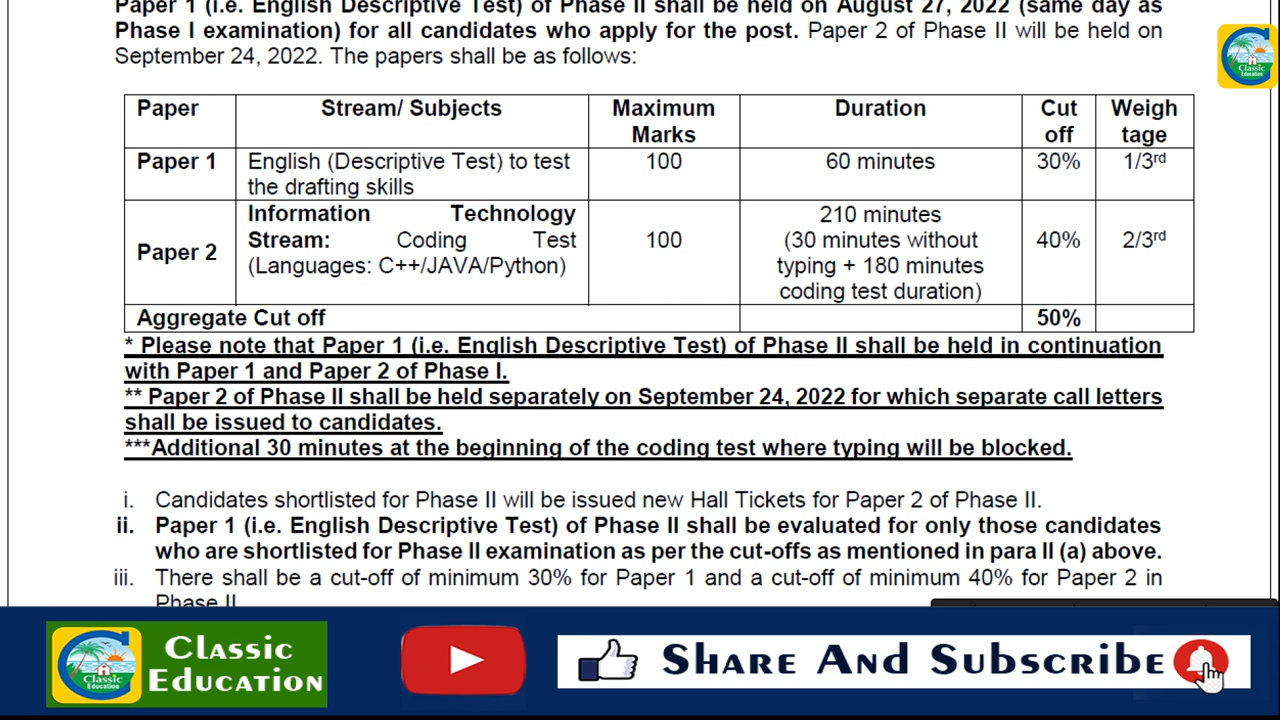 Paper 1 (i.e. English Descriptive Test) of Phase II shall be held on August 27, 2022 (same day as
Phase I examination) for all candidates who apply for the post. Paper 2 of Phase II will be held on
September 24, 2022. The papers shall be as follows:
Classic
Education
Paper Stream/ Subjects Maximum Marks Duration Cut off Weigh tage
Paper 1 English (Descriptive Test) to test the drafting skills 100 60 minutes 30% 1/3rd
Paper 2 Information Technology Stream: Coding Test (Languages: C++/JAVA/Python) 100 210 minutes (30 minutes without typing + 180 minutes coding test duration) 40% 2/3rd
Aggregate Cut off 50%
* Please note that Paper 1 (i.e. English Descriptive Test) of Phase II shall be held in continuation
with Paper 1 and Paper 2 of Phase I.
** Paper 2 of Phase II shall be held separately on September 24, 2022 for which separate call letters
shall be issued to candidates.
***Additional 30 minutes at the beginning of the coding test where typing will be blocked.
i. Candidates shortlisted for Phase II will be issued new Hall Tickets for Paper 2 of Phase II.
ii. Paper 1 (i.e. English Descriptive Test) of Phase II shall be evaluated for only those candidates
who are shortlisted for Phase II examination as per the cut-offs as mentioned in para II (a) above.
iii. There shall be a cut-off of minimum 30% for Paper 1 and a cut-off of minimum 40% for Paper 2 in
Phase II
Classic
Education
CLASSIC
EDUCATION
SHARE AND SUBSCRIBE